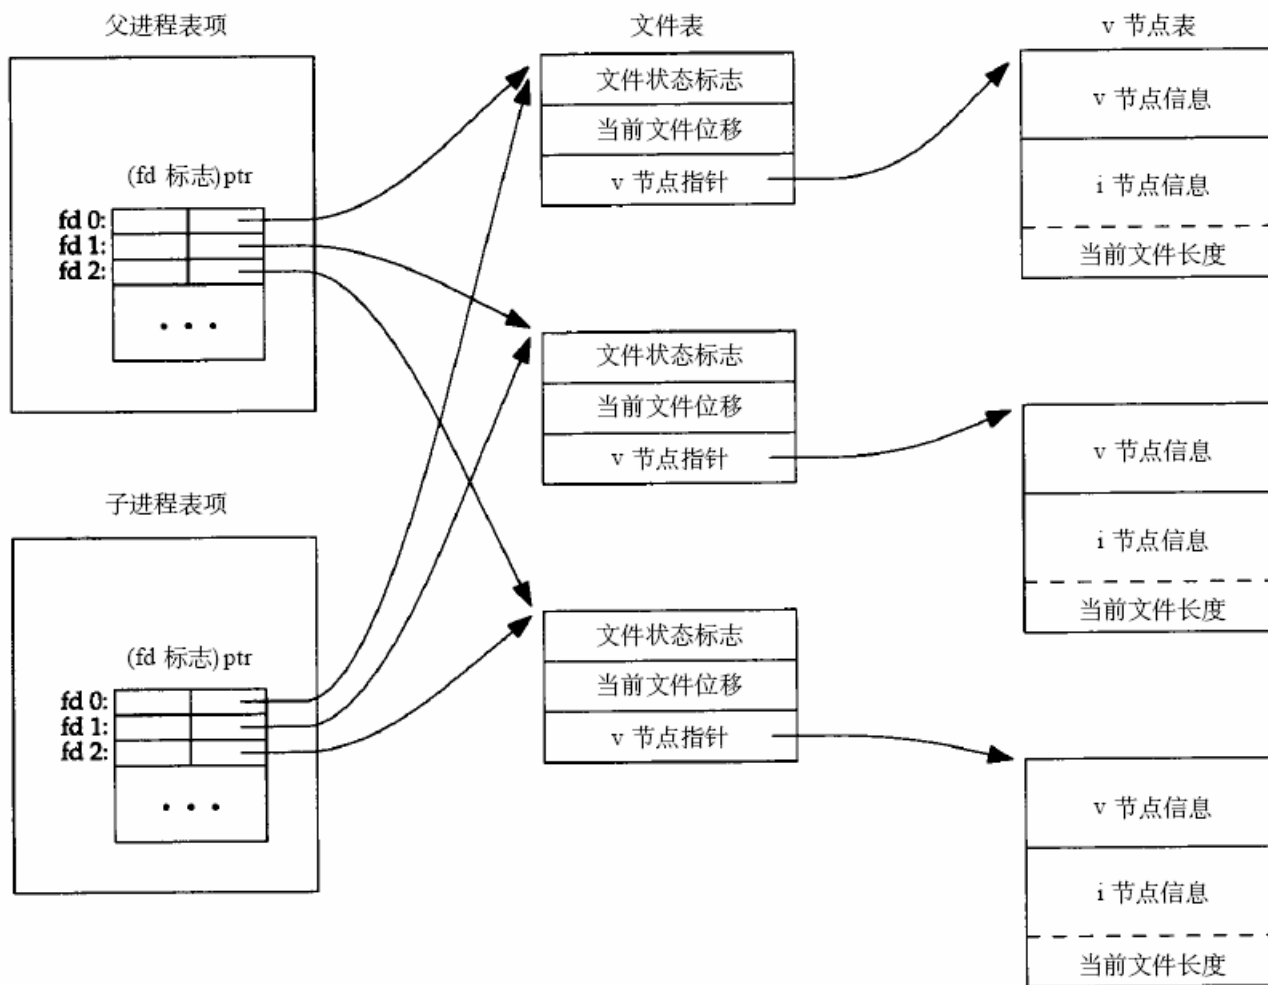 父进程表项
(fd 标志)ptr
fd 0:
fd 1:
fd 2:
• • •
子进程表项
(fd 标志)ptr
fd 0:
fd 1:
fd 2:
• • •
文件表
文件状态标志
当前文件位移
v 节点指针
文件状态标志
当前文件位移
v 节点指针
文件状态标志
当前文件位移
v 节点指针
v 节点表
v 节点信息
i 节点信息
当前文件长度
v 节点信息
i 节点信息
当前文件长度
v 节点信息
i 节点信息
当前文件长度